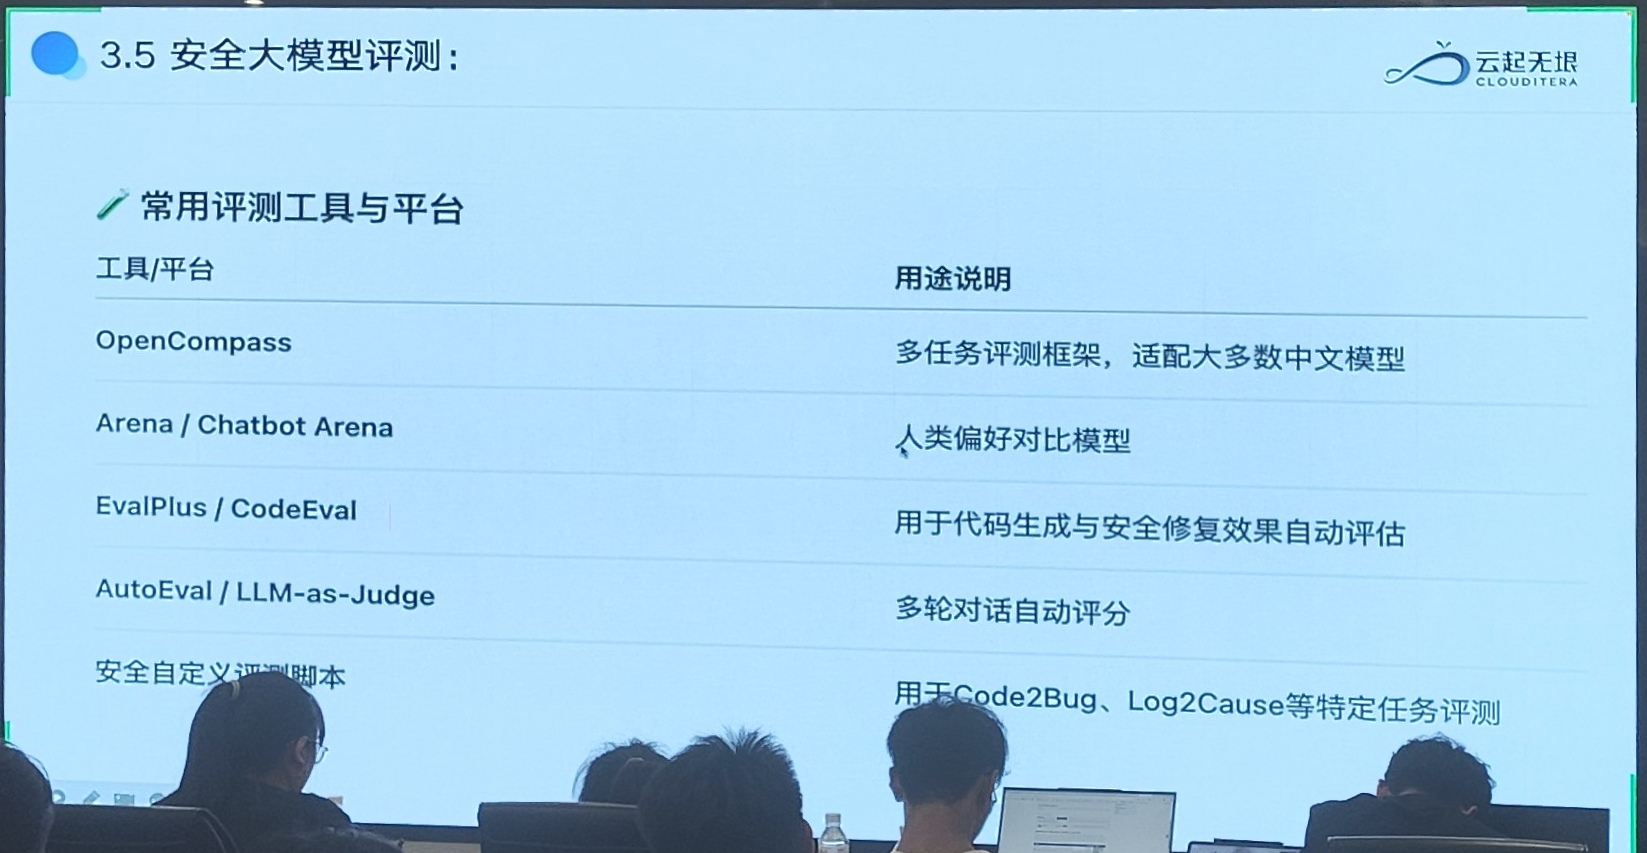 3.5 安全大模型评测:
云起无垠
CLOUDITERA
常用评测工具与平台
工具/平台 用途说明
OpenCompass 多任务评测框架，适配大多数中文模型
Arena / Chatbot Arena 人类偏好对比模型
EvalPlus / CodeEval 用于代码生成与安全修复效果自动评估
AutoEval / LLM-as-Judge 多轮对话自动评分
安全自定义评测脚本 用于Code2Bug、Log2Cause等特定任务评测